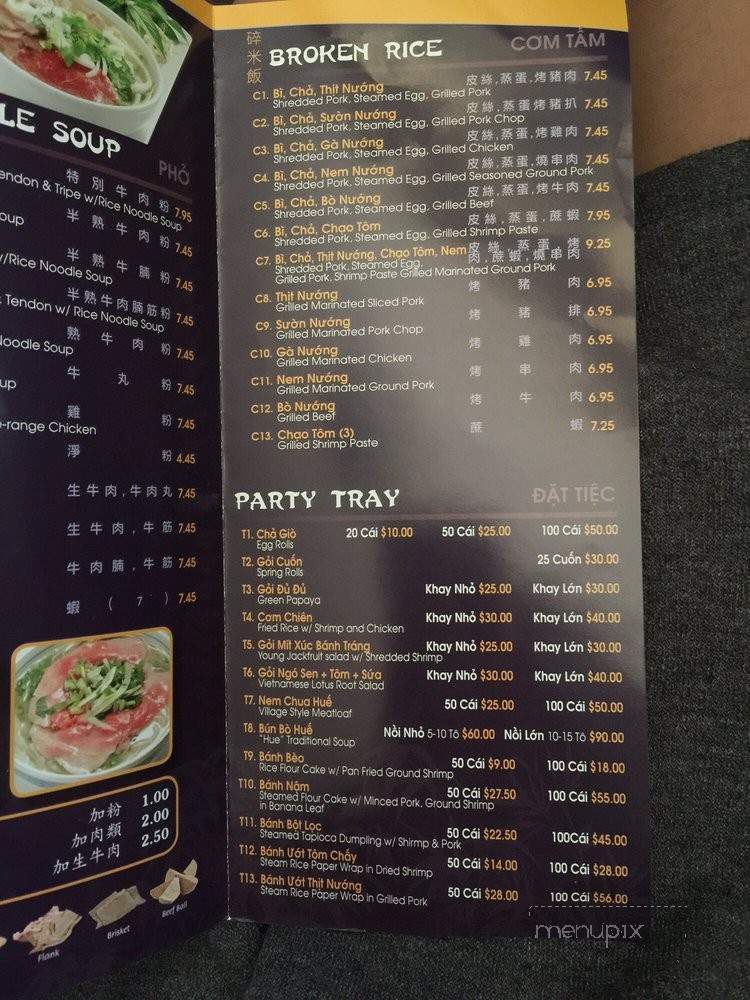 LE SOUP
PHỞ
特別牛肉粉 7.95
endon & Tripe w/Rice Noodle Soup
半熟牛肉粉 7.45
oup
半熟牛腩粉 7.45
/Rice Noodle Soup
半熟牛肉腩筋粉 7.45
Tendon w/ Rice Noodle Soup
熟牛肉粉 7.45
Noodle Soup
牛丸粉 7.45
up
雞粉 7.45
e-range Chicken
淨粉 4.45
生牛肉,牛肉丸 7.45
生牛肉,牛筋 7.45
牛肉腩,牛筋 7.45
蝦(7) 7.45
加粉 1.00
加肉類 2.00
加生牛肉 2.50
Flank
Brisket
Beef Ball
碎米飯
BROKEN RICE
CƠM TẤM
C1. Bì, Chả, Thịt Nướng 皮絲,蒸蛋,烤豬肉 7.45
Shredded Pork, Steamed Egg, Grilled Pork
C2. Bì, Chả, Sườn Nướng 皮絲,蒸蛋烤豬扒 7.45
Shredded Pork, Steamed Egg, Grilled Pork Chop
C3. Bì, Chả, Gà Nướng 皮絲,蒸蛋,烤雞肉 7.45
Shredded Pork, Steamed Egg, Grilled Chicken
C4. Bì, Chả, Nem Nướng 皮絲,蒸蛋,燒串肉 7.45
Shredded Pork, Steamed Egg, Grilled Seasoned Ground Pork
C5. Bì, Chả, Bò Nướng 皮絲,蒸蛋,烤牛肉 7.45
Shredded Pork, Steamed Egg, Grilled Beef
C6. Bì, Chả, Chạo Tôm 皮絲,蒸蛋,蔗蝦 7.95
Shredded Pork, Steamed Egg, Grilled Shrimp Paste
C7. Bì, Chả, Thịt Nướng, Chạo Tôm, Nem 皮絲,蒸蛋,烤 9.25
Shredded Pork, Steamed Egg, 肉,蔗蝦,燒串肉
Grilled Pork, Shrimp Paste Grilled Marinated Ground Pork
C8. Thịt Nướng 烤豬肉 6.95
Grilled Marinated Sliced Pork
C9. Sườn Nướng 烤豬排 6.95
Grilled Marinated Pork Chop
C10. Gà Nướng 烤雞肉 6.95
Grilled Marinated Chicken
C11. Nem Nướng 烤串肉 6.95
Grilled Marinated Ground Pork
C12. Bò Nướng 烤牛肉 6.95
Grilled Beef
C13. Chạo Tôm (3) 蔗蝦 7.25
Grilled Shrimp Paste
PARTY TRAY
ĐẶT TIỆC
T1. Chả Giò 20 Cái $10.00 50 Cái $25.00 100 Cái $50.00
Egg Rolls
T2. Gỏi Cuốn 25 Cuốn $30.00
Spring Rolls
T3. Gỏi Đủ Đủ Khay Nhỏ $25.00 Khay Lớn $30.00
Green Papaya
T4. Cơm Chiên Khay Nhỏ $30.00 Khay Lớn $40.00
Fried Rice w/ Shrimp and Chicken
T5. Gỏi Mít Xúc Bánh Tráng Khay Nhỏ $25.00 Khay Lớn $30.00
Young Jackfruit salad w/ Shredded Shrimp
T6. Gỏi Ngó Sen + Tôm + Sứa Khay Nhỏ $30.00 Khay Lớn $40.00
Vietnamese Lotus Root Salad
T7. Nem Chua Huế 50 Cái $25.00 100 Cái $50.00
Village Style Meatloaf
T8. Bún Bò Huế Nồi Nhỏ 5-10 Tô $60.00 Nồi Lớn 10-15 Tô $90.00
"Hue" Traditional Soup
T9. Bánh Bèo 50 Cái $9.00 100 Cái $18.00
Rice Flour Cake w/ Pan Fried Ground Shrimp
T10. Bánh Nậm 50 Cái $27.50 100 Cái $55.00
Steamed Flour Cake w/ Minced Pork, Ground Shrimp
in Banana Leaf
T11. Bánh Bột Lọc 50 Cái $22.50 100Cái $45.00
Steamed Tapioca Dumpling w/ Shirmp & Pork
T12. Bánh Ướt Tôm Chấy 50 Cái $14.00 100 Cái $28.00
Steam Rice Paper Wrap in Dried Shrimp
T13. Bánh Ướt Thịt Nướng 50 Cái $28.00 100 Cái $56.00
Steam Rice Paper Wrap in Grilled Pork
menupix